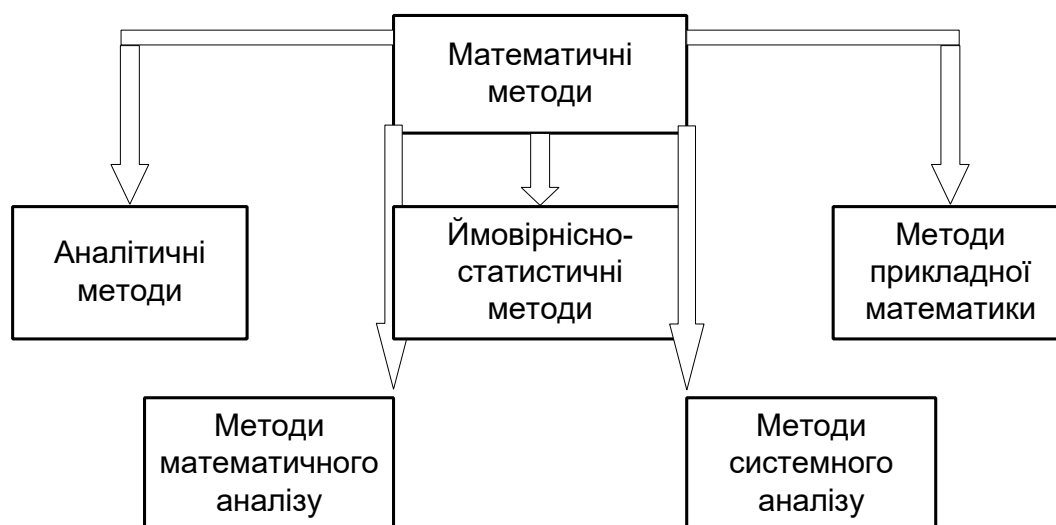 Математичні
методи
Аналітичні
методи
Ймовірнісно-
статистичні
методи
Методи
прикладної
математики
Методи
математичного
аналізу
Методи
системного
аналізу